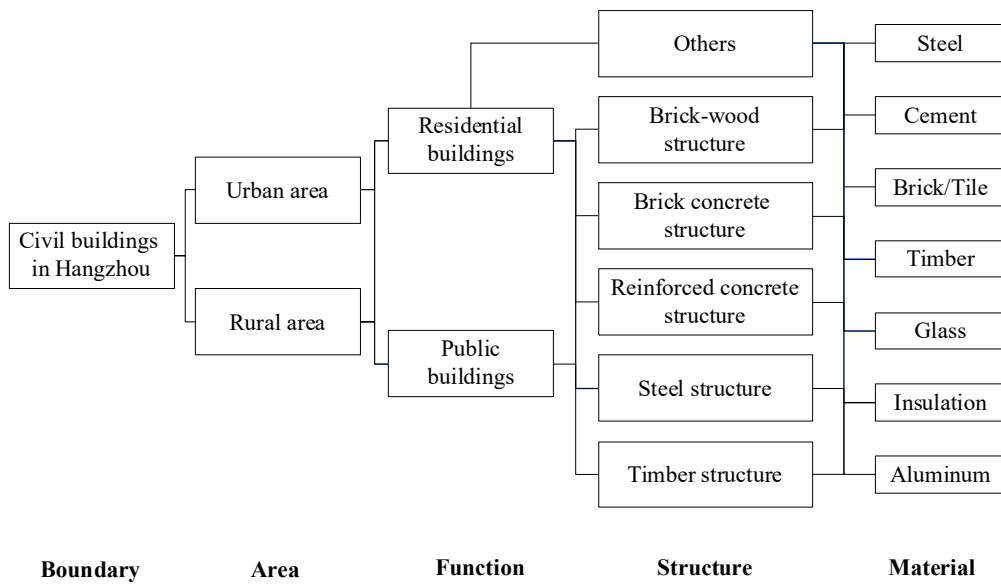 Civil buildings
in Hangzhou
Urban area
Rural area
Residential
buildings
Public
buildings
Others
Brick-wood
structure
Brick concrete
structure
Reinforced concrete
structure
Steel structure
Timber structure
Steel
Cement
Brick/Tile
Timber
Glass
Insulation
Aluminum
Boundary
Area
Function
Structure
Material